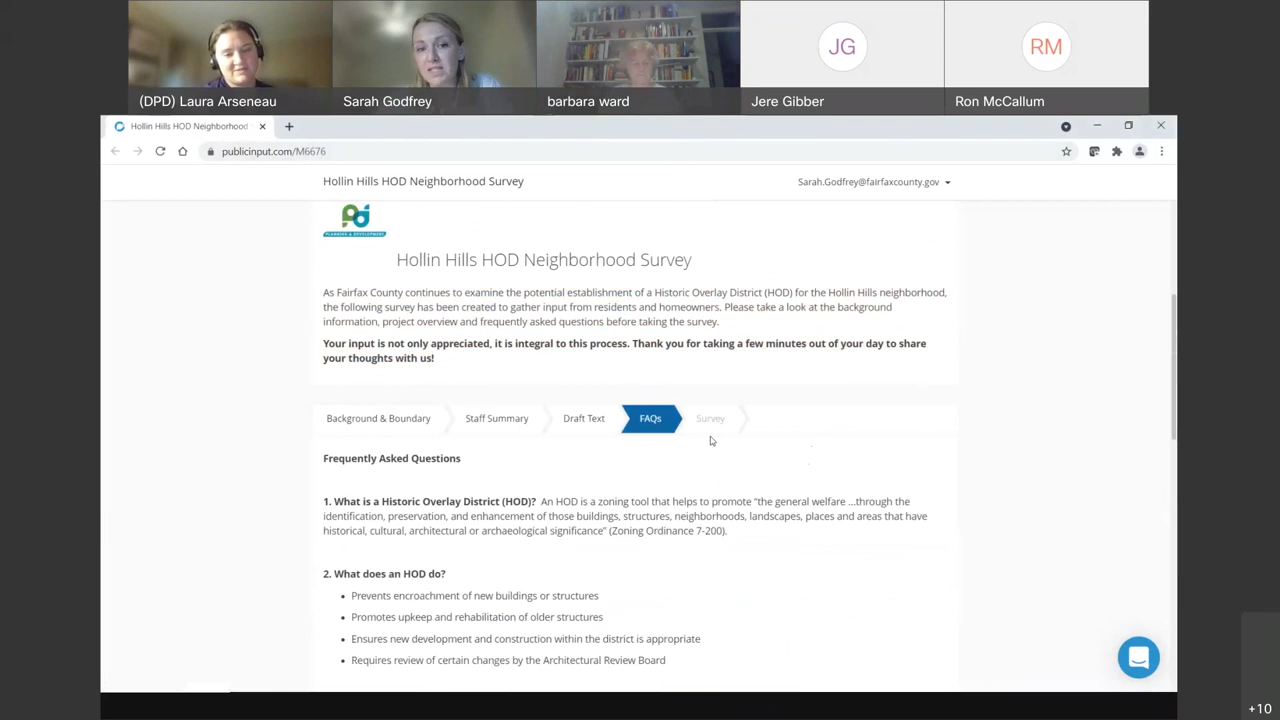 JG
RM
(DPD) Laura Arseneau
Sarah Godfrey
barbara ward
Jere Gibber
Ron McCallum
Hollin Hills HOD Neighborhood
publicinput.com/M6676
Hollin Hills HOD Neighborhood Survey
Sarah.Godfrey@fairfaxcounty.gov
PLANNING & DEVELOPMENT
Hollin Hills HOD Neighborhood Survey
As Fairfax County continues to examine the potential establishment of a Historic Overlay District (HOD) for the Hollin Hills neighborhood,
the following survey has been created to gather input from residents and homeowners. Please take a look at the background
information, project overview and frequently asked questions before taking the survey.
Your input is not only appreciated, it is integral to this process. Thank you for taking a few minutes out of your day to share
your thoughts with us!
Background & Boundary
Staff Summary
Draft Text
FAQs
Survey
Frequently Asked Questions
1. What is a Historic Overlay District (HOD)? An HOD is a zoning tool that helps to promote “the general welfare ...through the
identification, preservation, and enhancement of those buildings, structures, neighborhoods, landscapes, places and areas that have
historical, cultural, architectural or archaeological significance” (Zoning Ordinance 7-200).
2. What does an HOD do?
• Prevents encroachment of new buildings or structures
• Promotes upkeep and rehabilitation of older structures
• Ensures new development and construction within the district is appropriate
• Requires review of certain changes by the Architectural Review Board
+10